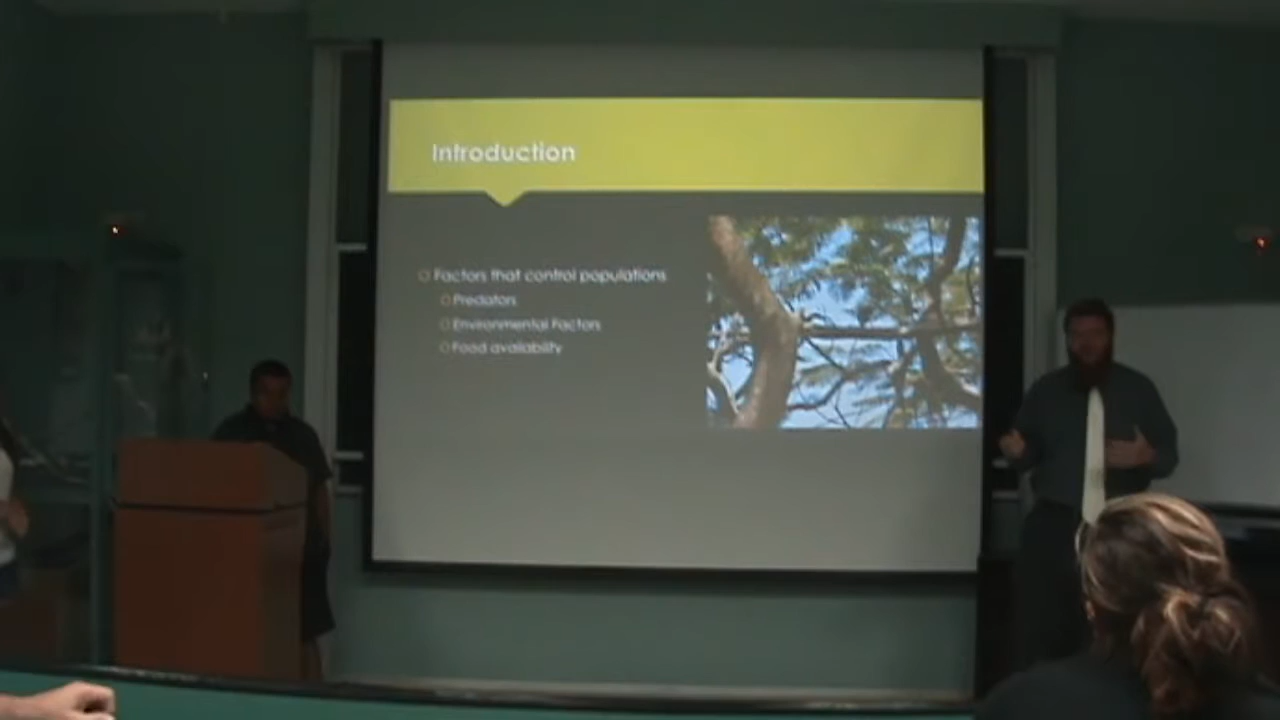 Introduction
Factors that control populations
Predators
Environmental Factors
Food availability